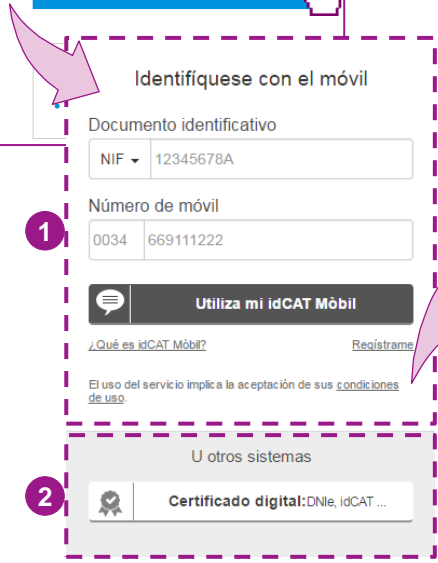 Identifíquese con el móvil
Documento identificativo
NIF 12345678A
Número de móvil
1
0034 669111222
Utiliza mi idCAT Mòbil
¿Qué es idCAT Mòbil? Regístrame
El uso del servicio implica la aceptación de sus condiciones
de uso.
U otros sistemas
2
Certificado digital:DNIe, idCAT ...